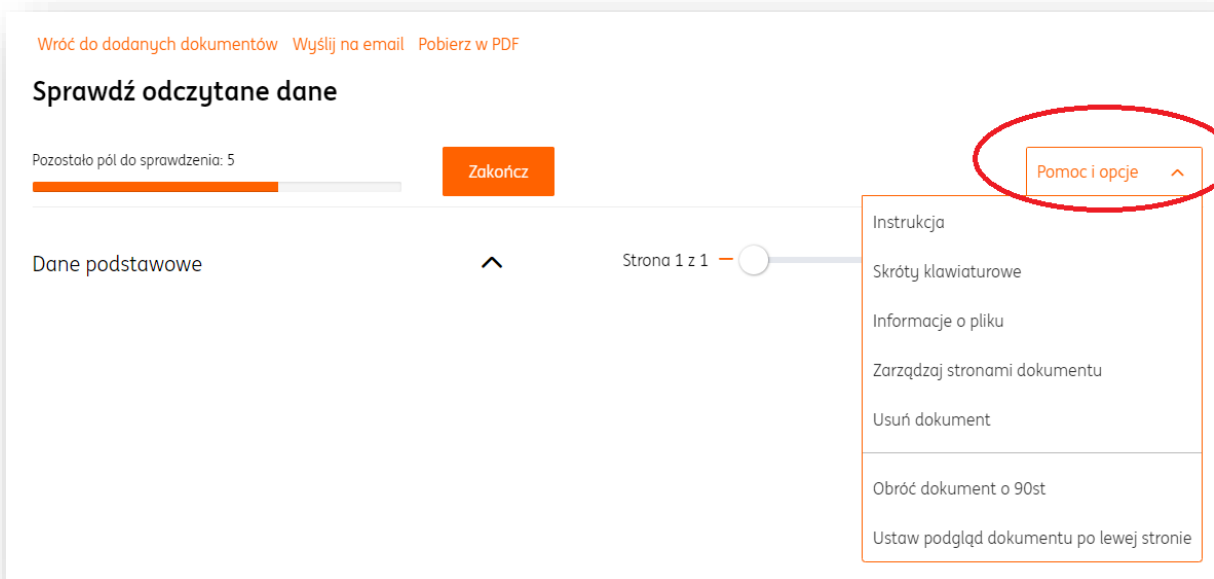 Wróć do dodanych dokumentów Wyślij na email Pobierz w PDF
Sprawdź odczytane dane
Pozostało pól do sprawdzenia: 5
Zakończ
Pomoc i opcje
Dane podstawowe
Strona 1 z 1
Instrukcja
Skróty klawiaturowe
Informacje o pliku
Zarządzaj stronami dokumentu
Usuń dokument
Obróć dokument o 90st
Ustaw podgląd dokumentu po lewej stronie